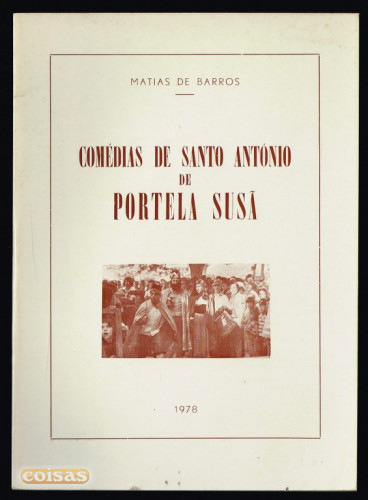 MATIAS DE BARROS
COMÉDIAS DE SANTO ANTÓNIO
DE
PORTELA SUSÃ
1978
coisas